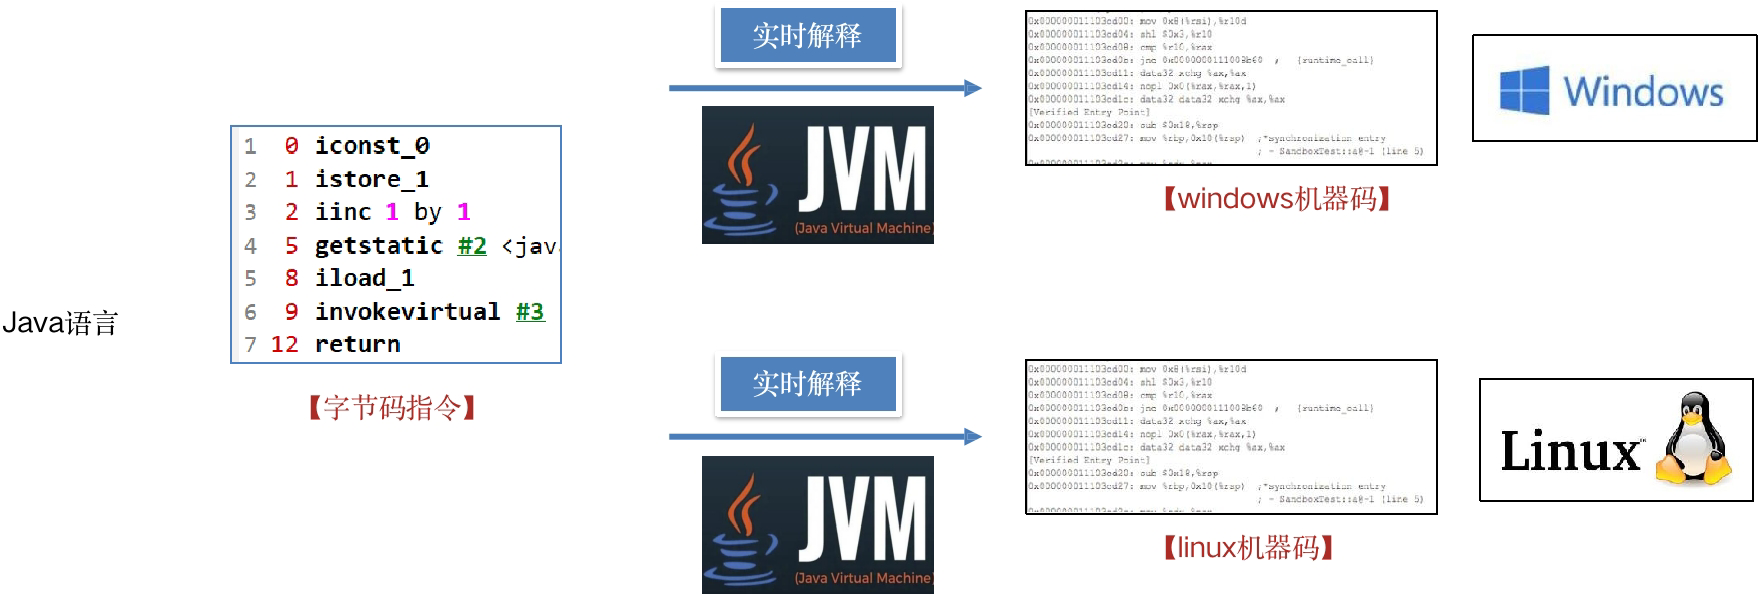 Java语言
1 0 iconst_0
2 1 istore_1
3 2 iinc 1 by 1
4 5 getstatic #2 <jav
5 8 iload_1
6 9 invokevirtual #3
7 12 return
【字节码指令】
实时解释
JVM
(Java Virtual Machine)
0x000000011103cd00: mov 0x8(%rsi),%r10d
0x000000011103cd04: shl $0x3,%r10
0x000000011103cd08: cmp %r10,%rax
{runtime_call}
0x000000011103cd11: data32 xchg %ax,%ax
0x000000011103cd14: nopl 0x0(%rax,%rax,1)
0x000000011103cd1c: data32 data32 xchg %ax,%ax
[Verified Entry Point]
0x000000011103cd20: sub $0x18,%rsp
0x000000011103cd27: mov %rbp,0x10(%rsp) ;*synchronization entry
; - SandboxTest::a@-1 (line 5)
【windows机器码】
Windows
实时解释
JVM
(Java Virtual Machine)
0x000000011103cd00: mov 0x8(%rsi),%r10d
0x000000011103cd04: shl $0x3,%r10
0x000000011103cd08: cmp %r10,%rax
{runtime_call}
0x000000011103cd11: data32 xchg %ax,%ax
0x000000011103cd14: nopl 0x0(%rax,%rax,1)
0x000000011103cd1c: data32 data32 xchg %ax,%ax
[Verified Entry Point]
0x000000011103cd20: sub $0x18,%rsp
0x000000011103cd27: mov %rbp,0x10(%rsp) ;*synchronization entry
; - SandboxTest::a@-1 (line 5)
【linux机器码】
Linux